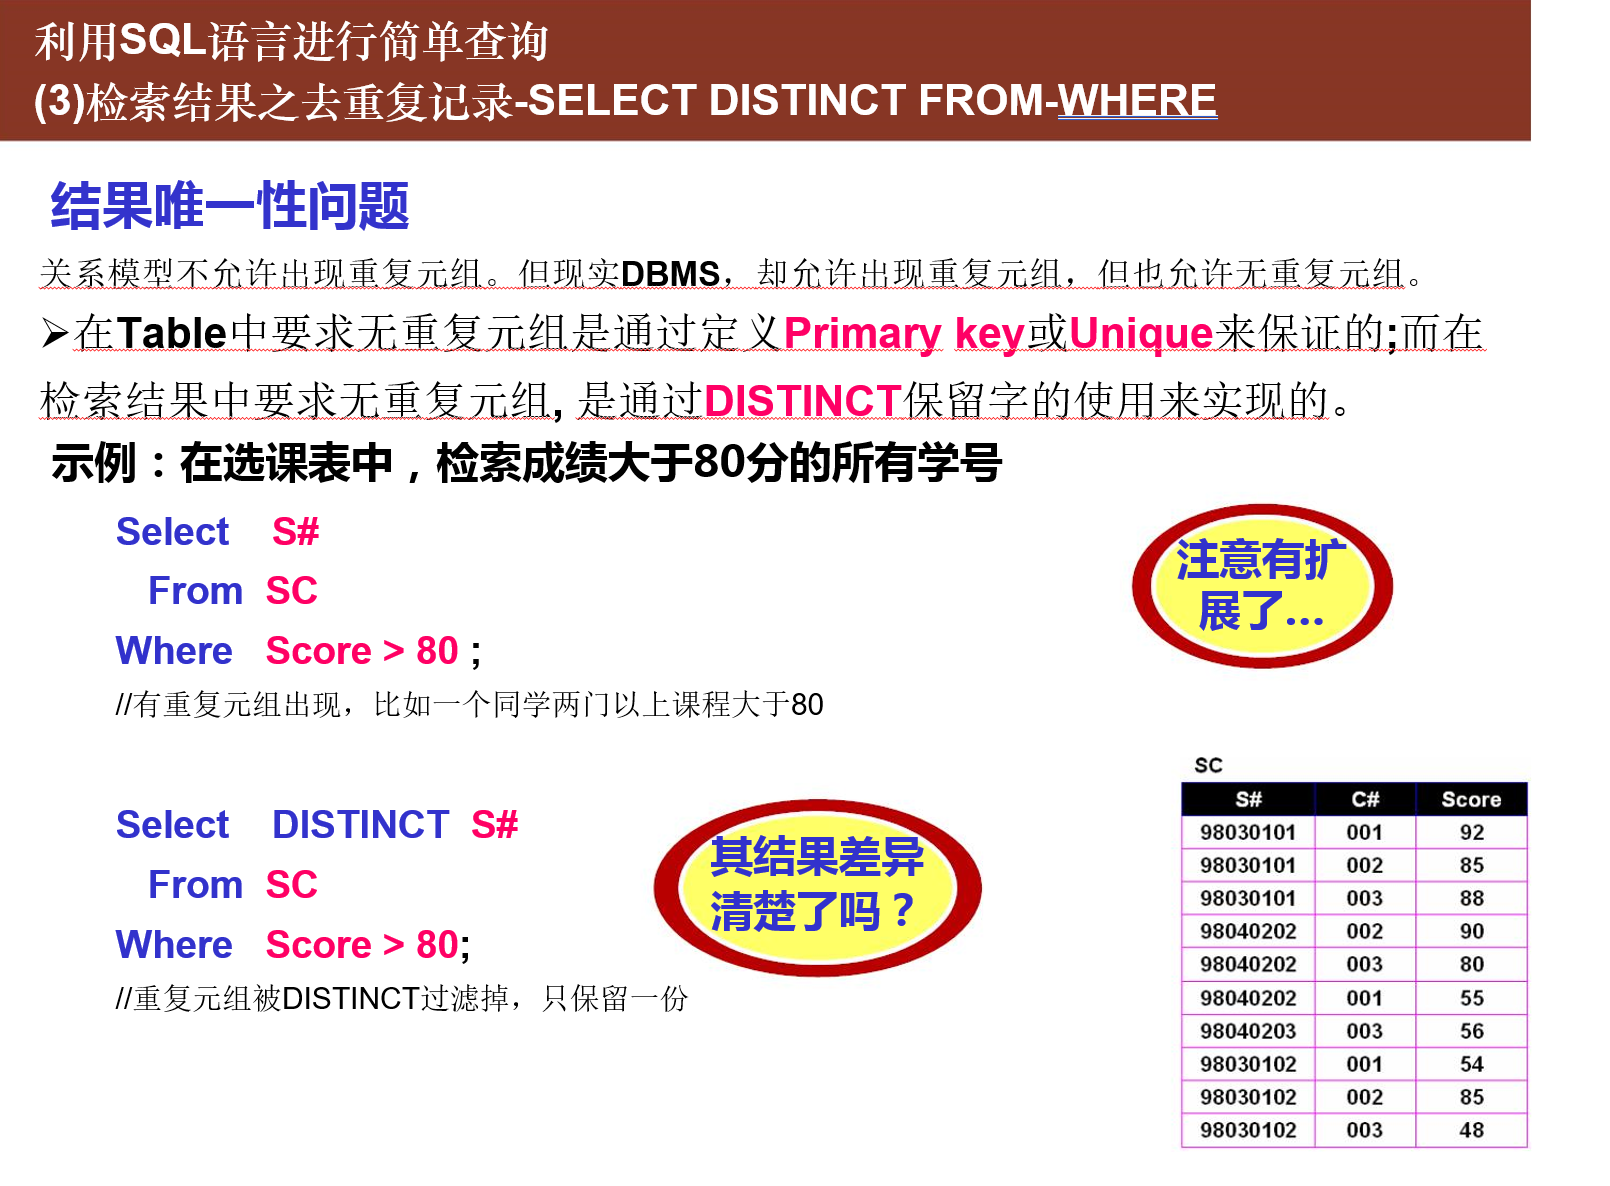 利用SQL语言进行简单查询
(3)检索结果之去重复记录-SELECT DISTINCT FROM-WHERE
结果唯一性问题
关系模型不允许出现重复元组。但现实DBMS，却允许出现重复元组，但也允许无重复元组。
➢在Table中要求无重复元组是通过定义Primary key或Unique来保证的;而在
检索结果中要求无重复元组, 是通过DISTINCT保留字的使用来实现的。
示例：在选课表中，检索成绩大于80分的所有学号
Select S#
From SC
Where Score > 80 ;
//有重复元组出现，比如一个同学两门以上课程大于80
注意有扩
展了...
Select DISTINCT S#
From SC
Where Score > 80;
//重复元组被DISTINCT过滤掉，只保留一份
其结果差异
清楚了吗？
SC
S# C# Score
98030101 001 92
98030101 002 85
98030101 003 88
98040202 002 90
98040202 003 80
98040202 001 55
98040203 003 56
98030102 001 54
98030102 002 85
98030102 003 48